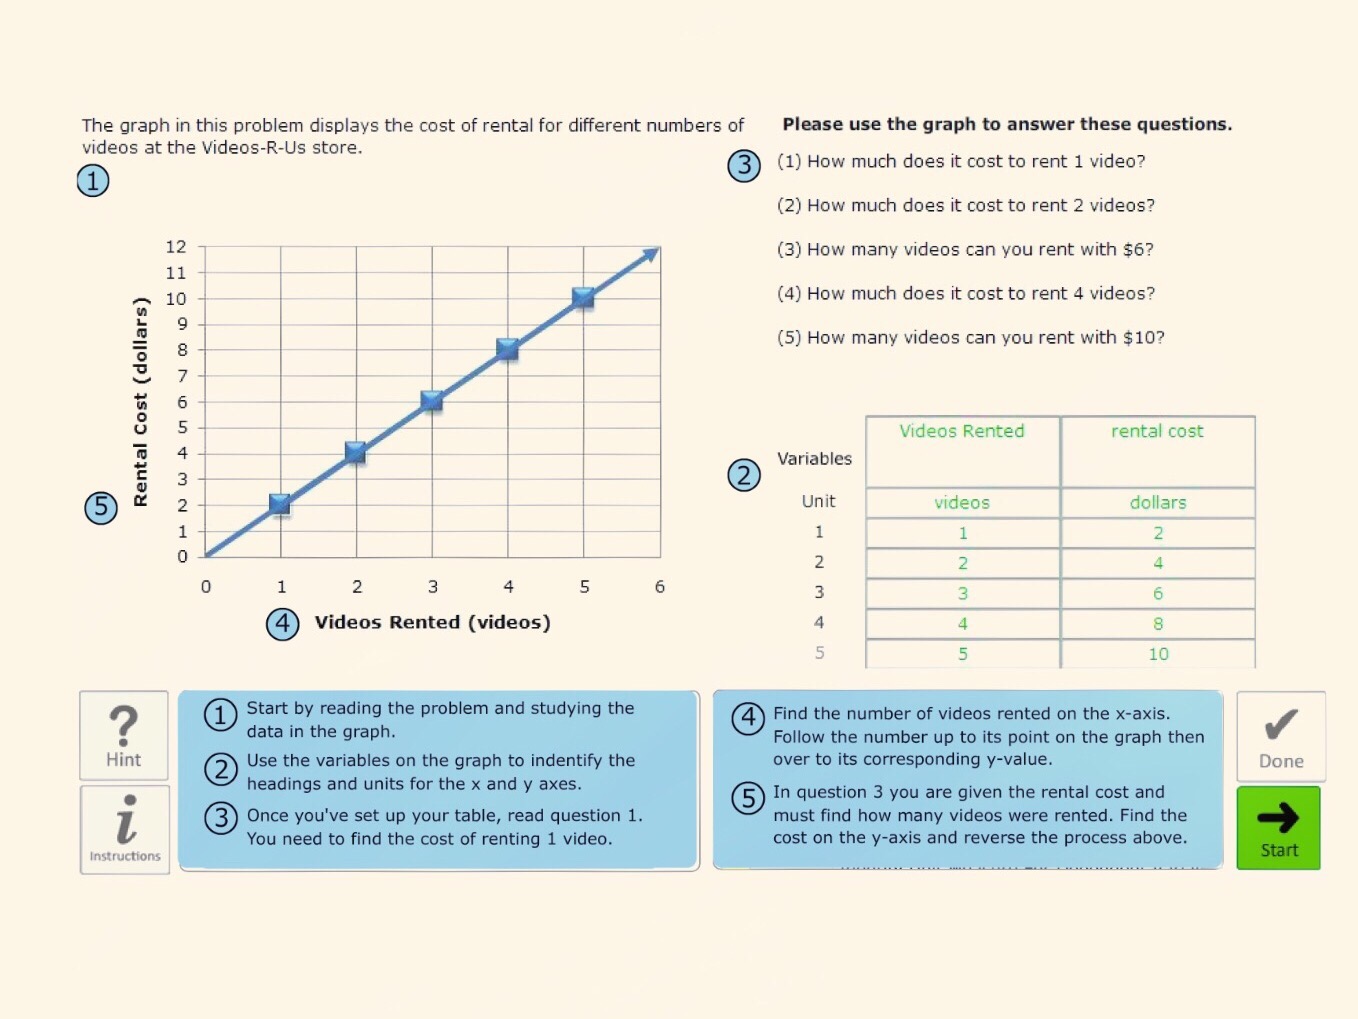 The graph in this problem displays the cost of rental for different numbers of
videos at the Videos-R-Us store.
1
12
11
10
9
8
7
6
5
4
3
2
1
0
Rental Cost (dollars)
5
0 1 2 3 4 5 6
4 Videos Rented (videos)
Please use the graph to answer these questions.
3 (1) How much does it cost to rent 1 video?
(2) How much does it cost to rent 2 videos?
(3) How many videos can you rent with $6?
(4) How much does it cost to rent 4 videos?
(5) How many videos can you rent with $10?
Videos Rented rental cost
2 Variables
Unit videos dollars
1 1 2
2 2 4
3 3 6
4 4 8
5 5 10
? Hint
i Instructions
1 Start by reading the problem and studying the
data in the graph.
2 Use the variables on the graph to indentify the
headings and units for the x and y axes.
3 Once you've set up your table, read question 1.
You need to find the cost of renting 1 video.
4 Find the number of videos rented on the x-axis.
Follow the number up to its point on the graph then
over to its corresponding y-value.
5 In question 3 you are given the rental cost and
must find how many videos were rented. Find the
cost on the y-axis and reverse the process above.
Done
Start